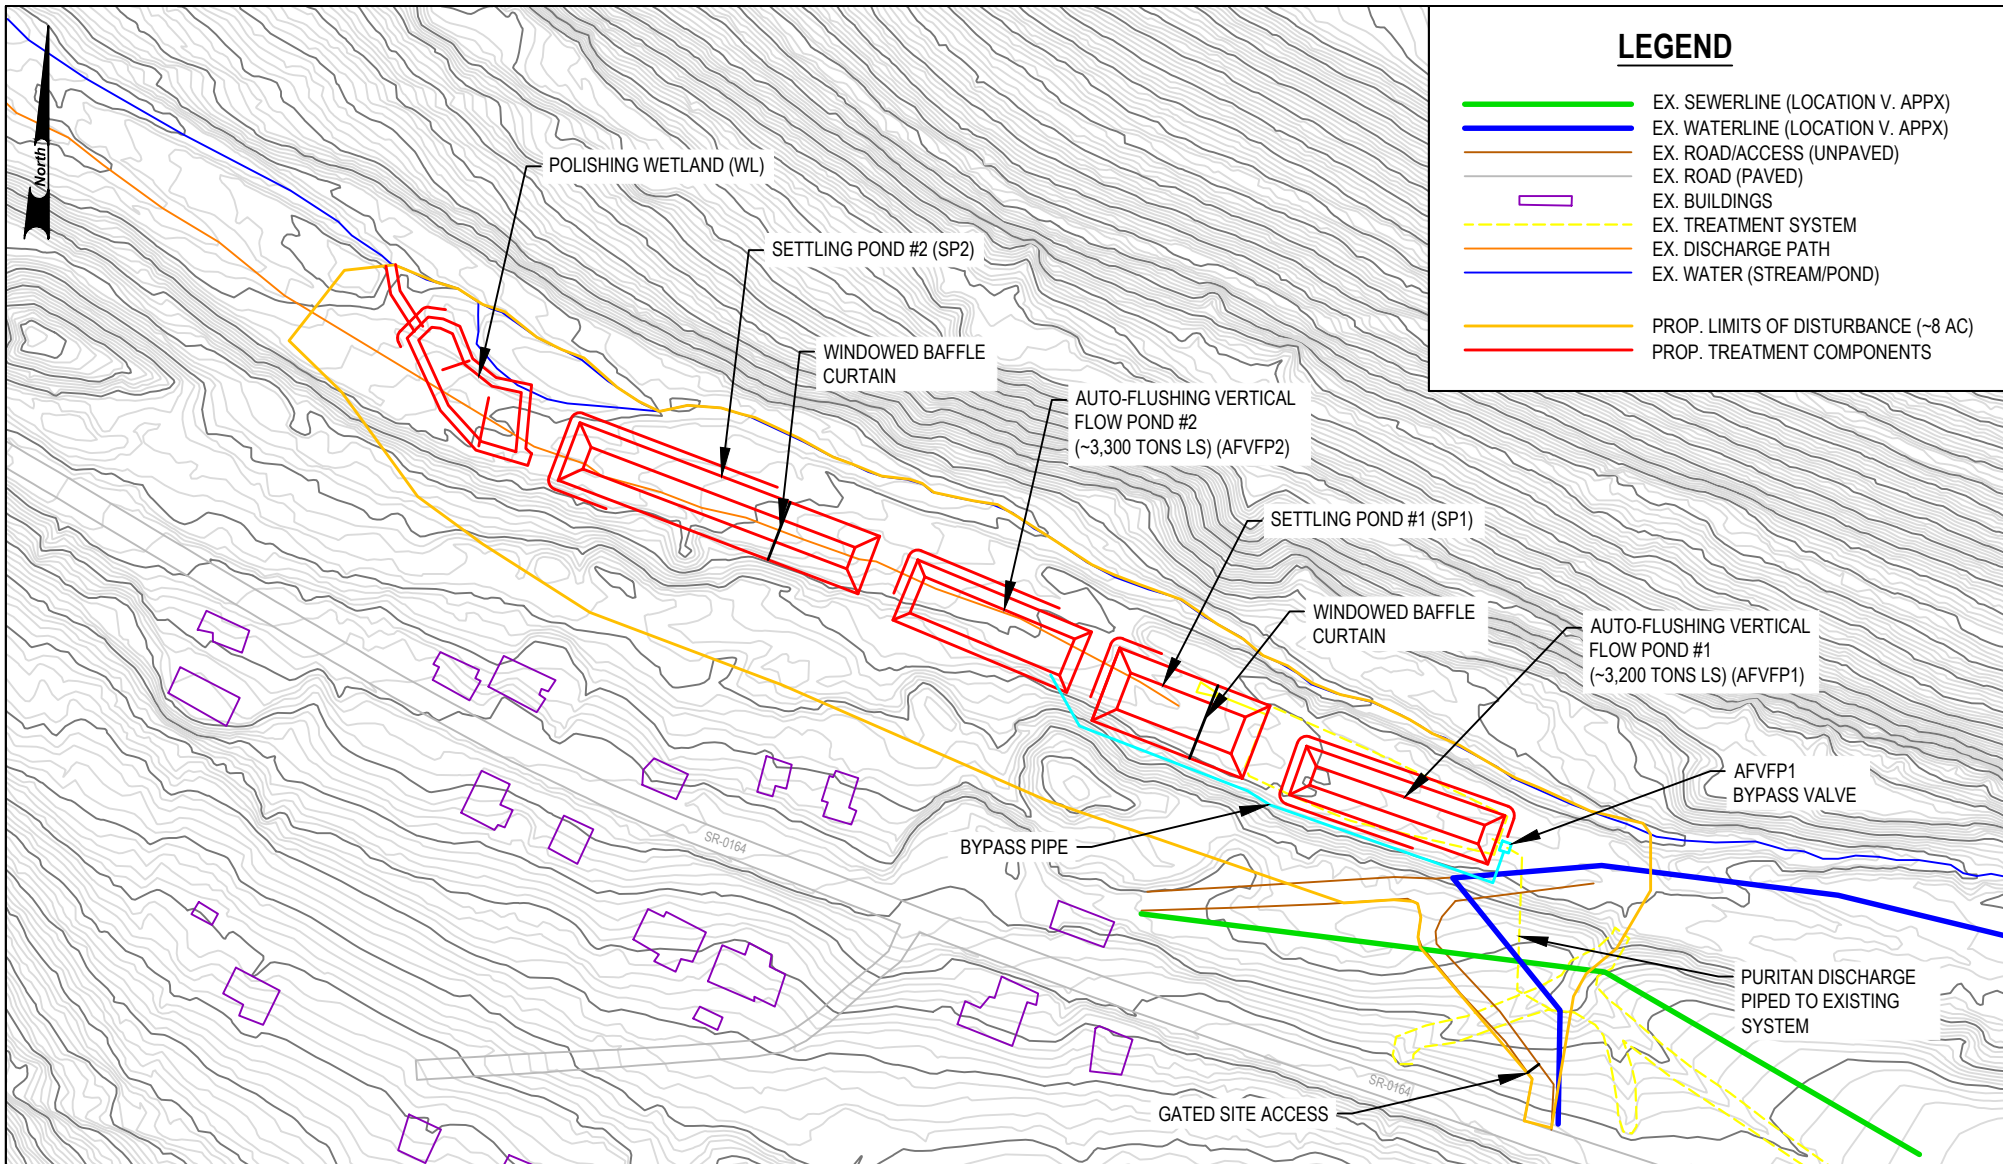 LEGEND
EX. SEWERLINE (LOCATION V. APPX)
EX. WATERLINE (LOCATION V. APPX)
EX. ROAD/ACCESS (UNPAVED)
EX. ROAD (PAVED)
EX. BUILDINGS
EX. TREATMENT SYSTEM
EX. DISCHARGE PATH
EX. WATER (STREAM/POND)
PROP. LIMITS OF DISTURBANCE (~8 AC)
PROP. TREATMENT COMPONENTS
North
POLISHING WETLAND (WL)
SETTLING POND #2 (SP2)
WINDOWED BAFFLE
CURTAIN
AUTO-FLUSHING VERTICAL
FLOW POND #2
(~3,300 TONS LS) (AFVFP2)
SETTLING POND #1 (SP1)
WINDOWED BAFFLE
CURTAIN
AUTO-FLUSHING VERTICAL
FLOW POND #1
(~3,200 TONS LS) (AFVFP1)
AFVFP1
BYPASS VALVE
BYPASS PIPE
SR-0164
PURITAN DISCHARGE
PIPED TO EXISTING
SYSTEM
SR-0164
GATED SITE ACCESS